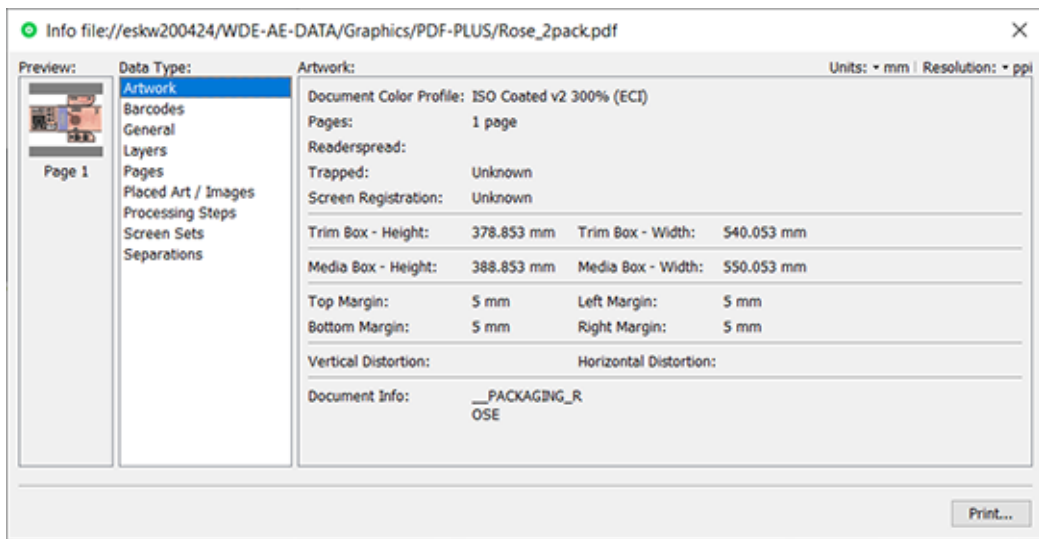 Info file://eskw200424/WDE-AE-DATA/Graphics/PDF-PLUS/Rose_2pack.pdf
Preview:
Page 1
Data Type:
Artwork
Barcodes
General
Layers
Pages
Placed Art / Images
Processing Steps
Screen Sets
Separations
Artwork:
Units: mm | Resolution: ppi
Document Color Profile: ISO Coated v2 300% (ECI)
Pages: 1 page
Readerspread:
Trapped: Unknown
Screen Registration: Unknown
Trim Box - Height: 378.853 mm Trim Box - Width: 540.053 mm
Media Box - Height: 388.853 mm Media Box - Width: 550.053 mm
Top Margin: 5 mm Left Margin: 5 mm
Bottom Margin: 5 mm Right Margin: 5 mm
Vertical Distortion: Horizontal Distortion:
Document Info: __PACKAGING_R
OSE
Print...